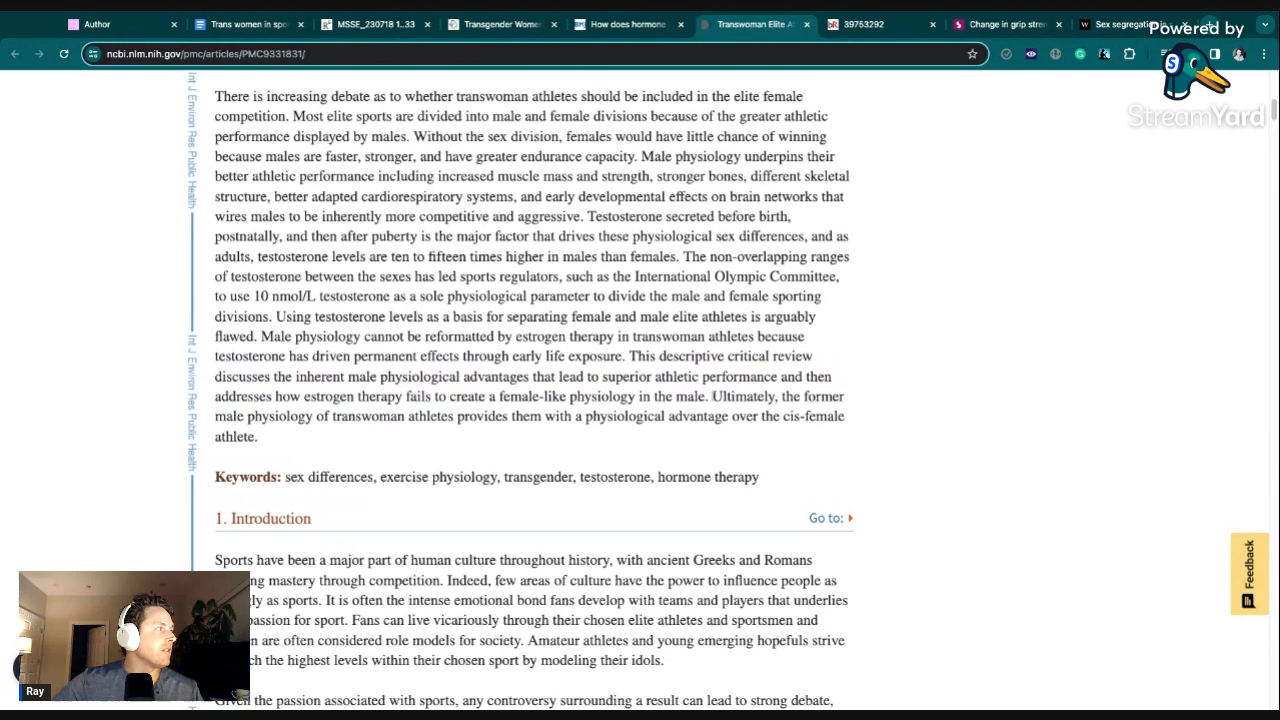 Author
Trans women in spo
MSSE_230718 1..33
Transgender Wome
How does hormone
Transwoman Elite A
39753292
Change in grip stren
Sex segregation
Powered by
ncbi.nlm.nih.gov/pmc/articles/PMC9331831/
StreamYard
Int J Environ Res Public Health
There is increasing debate as to whether transwoman athletes should be included in the elite female
competition. Most elite sports are divided into male and female divisions because of the greater athletic
performance displayed by males. Without the sex division, females would have little chance of winning
because males are faster, stronger, and have greater endurance capacity. Male physiology underpins their
better athletic performance including increased muscle mass and strength, stronger bones, different skeletal
structure, better adapted cardiorespiratory systems, and early developmental effects on brain networks that
wires males to be inherently more competitive and aggressive. Testosterone secreted before birth,
postnatally, and then after puberty is the major factor that drives these physiological sex differences, and as
adults, testosterone levels are ten to fifteen times higher in males than females. The non-overlapping ranges
of testosterone between the sexes has led sports regulators, such as the International Olympic Committee,
to use 10 nmol/L testosterone as a sole physiological parameter to divide the male and female sporting
divisions. Using testosterone levels as a basis for separating female and male elite athletes is arguably
flawed. Male physiology cannot be reformatted by estrogen therapy in transwoman athletes because
testosterone has driven permanent effects through early life exposure. This descriptive critical review
discusses the inherent male physiological advantages that lead to superior athletic performance and then
addresses how estrogen therapy fails to create a female-like physiology in the male. Ultimately, the former
male physiology of transwoman athletes provides them with a physiological advantage over the cis-female
athlete.
Int J Environ Res Public Health
Keywords: sex differences, exercise physiology, transgender, testosterone, hormone therapy
1. Introduction
Go to:
Sports have been a major part of human culture throughout history, with ancient Greeks and Romans
ng mastery through competition. Indeed, few areas of culture have the power to influence people as
gly as sports. It is often the intense emotional bond fans develop with teams and players that underlies
passion for sport. Fans can live vicariously through their chosen elite athletes and sportsmen and
n are often considered role models for society. Amateur athletes and young emerging hopefuls strive
ch the highest levels within their chosen sport by modeling their idols.
Given the passion associated with sports, any controversy surrounding a result can lead to strong debate,
Feedback
Ray